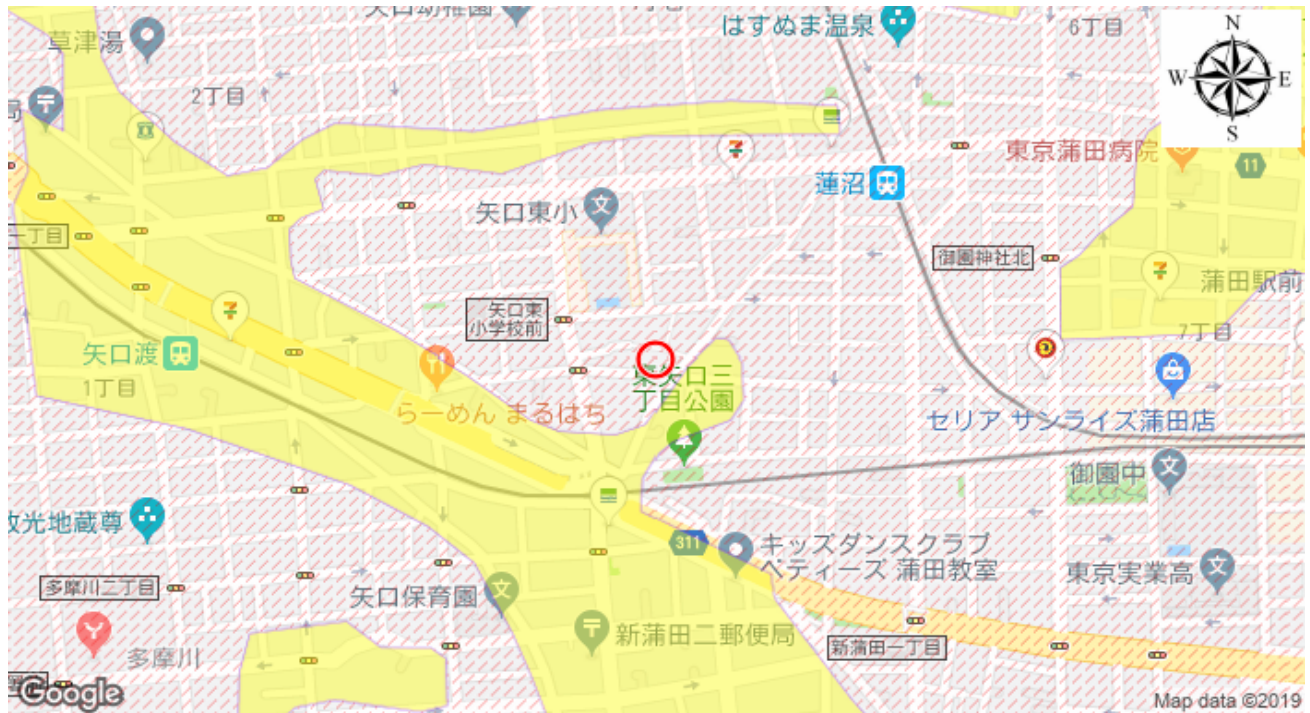 はすぬま温泉
6丁目
N
草津湯
2丁目
W
E
S
東京蒲田病院
11
蓮沼
矢口東小
一丁目
御園神社北
蒲田駅前
矢口東
小学校前
7丁目
矢口渡
1丁目
東矢口三
丁目公園
らーめん まるはち
セリア サンライズ蒲田店
御園中
放光地蔵尊
311
キッズダンスクラブ
ベティーズ 蒲田教室
多摩川二丁目
矢口保育園
東京実業高
新蒲田二郵便局
新蒲田一丁目
多摩川
Google
Map data ©2019